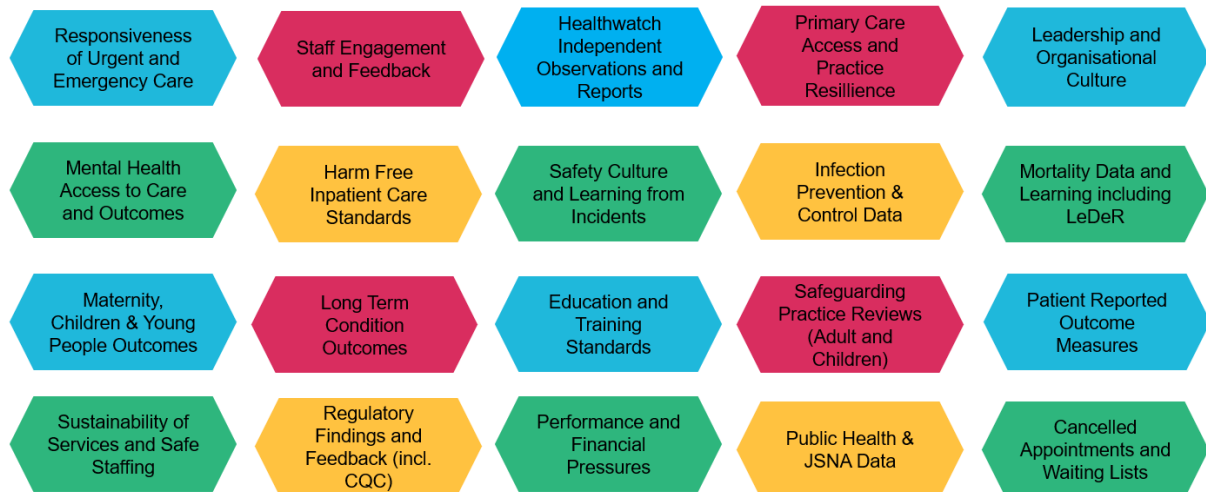 Responsiveness
of Urgent and
Emergency Care
Staff Engagement
and Feedback
Healthwatch
Independent
Observations and
Reports
Primary Care
Access and
Practice
Resillience
Leadership and
Organisational
Culture
Mental Health
Access to Care
and Outcomes
Harm Free
Inpatient Care
Standards
Safety Culture
and Learning from
Incidents
Infection
Prevention &
Control Data
Mortality Data and
Learning including
LeDeR
Maternity,
Children & Young
People Outcomes
Long Term
Condition
Outcomes
Education and
Training
Standards
Safeguarding
Practice Reviews
(Adult and
Children)
Patient Reported
Outcome
Measures
Sustainability of
Services and Safe
Staffing
Regulatory
Findings and
Feedback (incl.
CQC)
Performance and
Financial
Pressures
Public Health &
JSNA Data
Cancelled
Appointments and
Waiting Lists